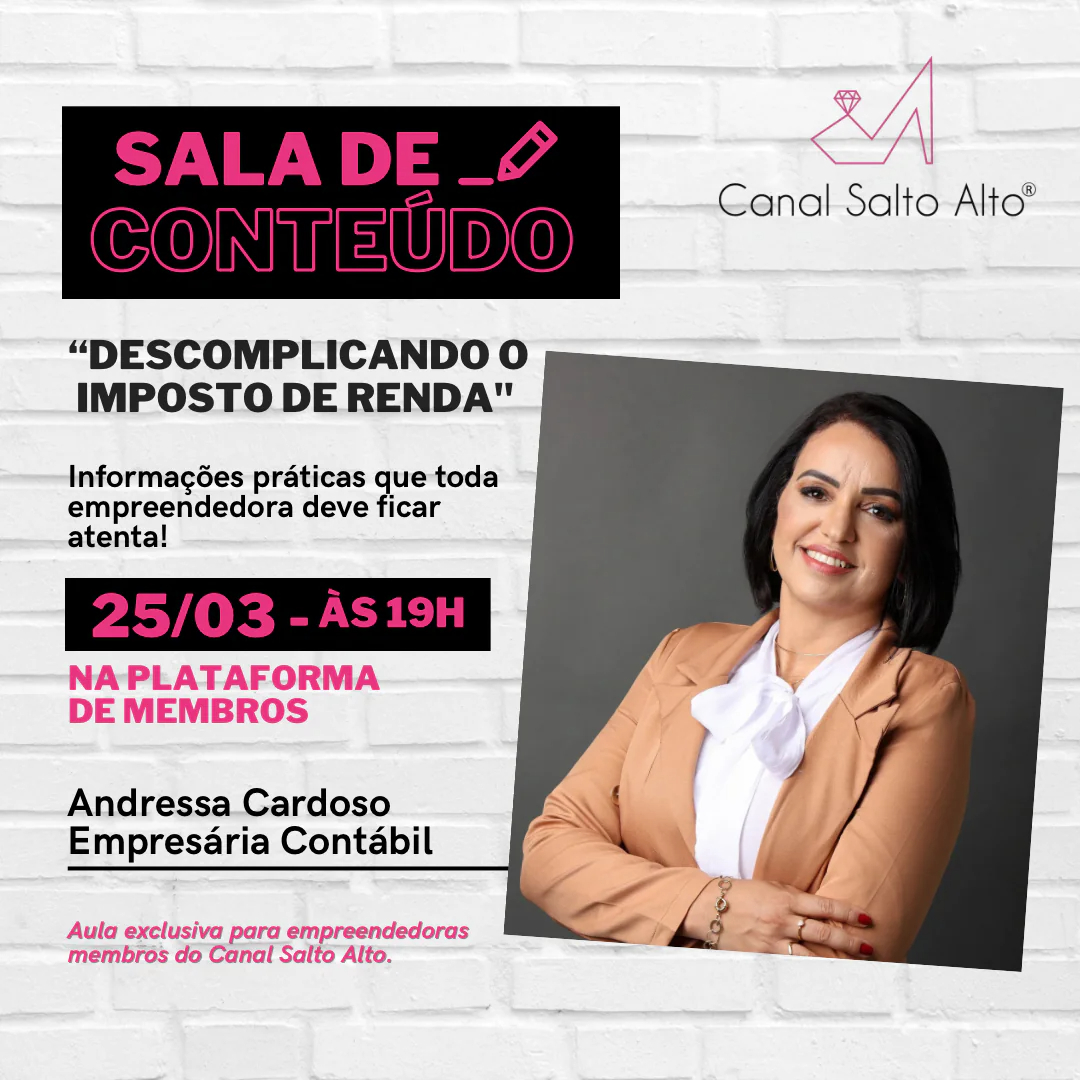 SALA DE _
CONTEÚDO
Canal Salto Alto®
“DESCOMPLICANDO O
IMPOSTO DE RENDA"
Informações práticas que toda
empreendedora deve ficar
atenta!
25/03 - ÀS 19H
NA PLATAFORMA
DE MEMBROS
Andressa Cardoso
Empresária Contábil
Aula exclusiva para empreendedoras
membros do Canal Salto Alto.